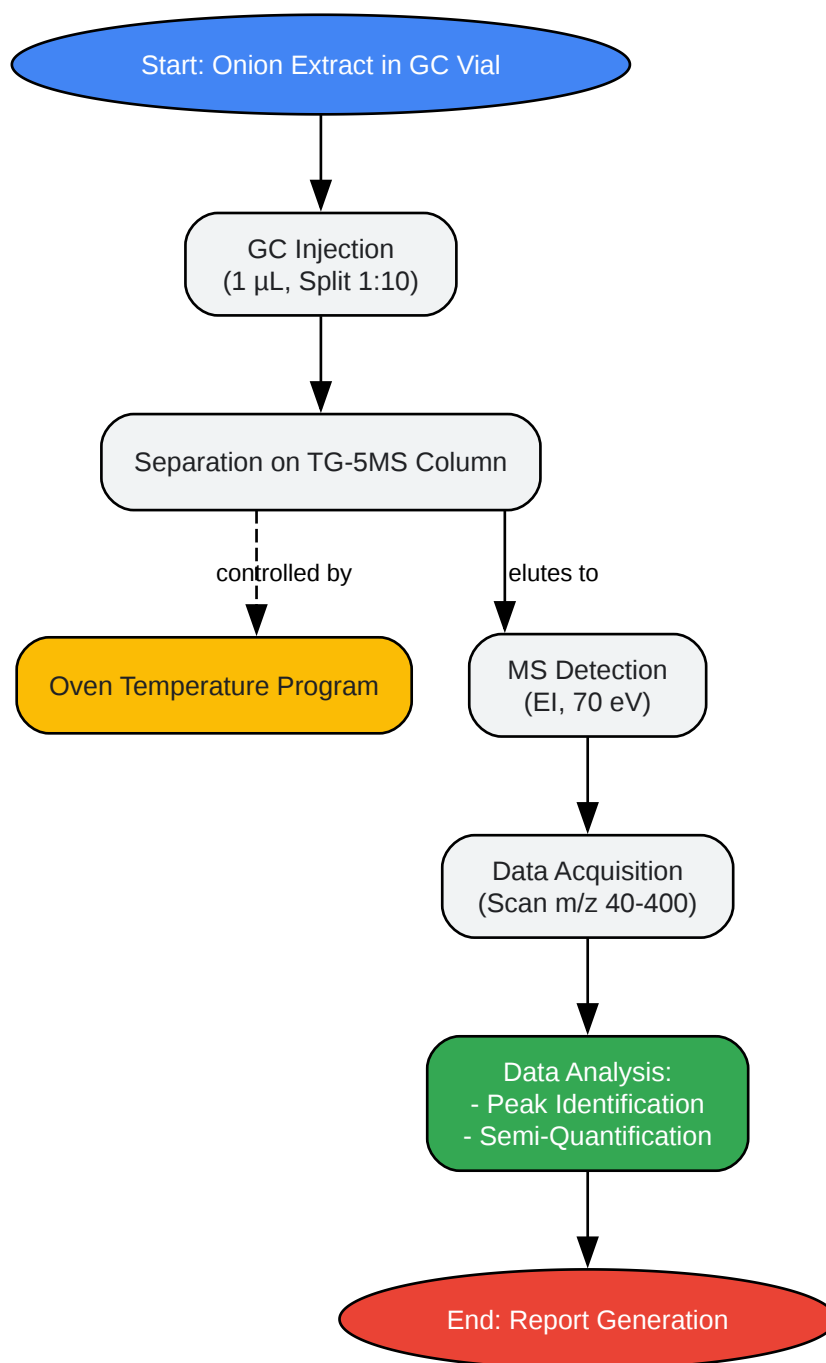 Start: Onion Extract in GC Vial
GC Injection
(1 µL, Split 1:10)
Separation on TG-5MS Column
controlled by
elutes to
Oven Temperature Program
MS Detection
(EI, 70 eV)
Data Acquisition
(Scan m/z 40-400)
Data Analysis:
- Peak Identification
- Semi-Quantification
End: Report Generation